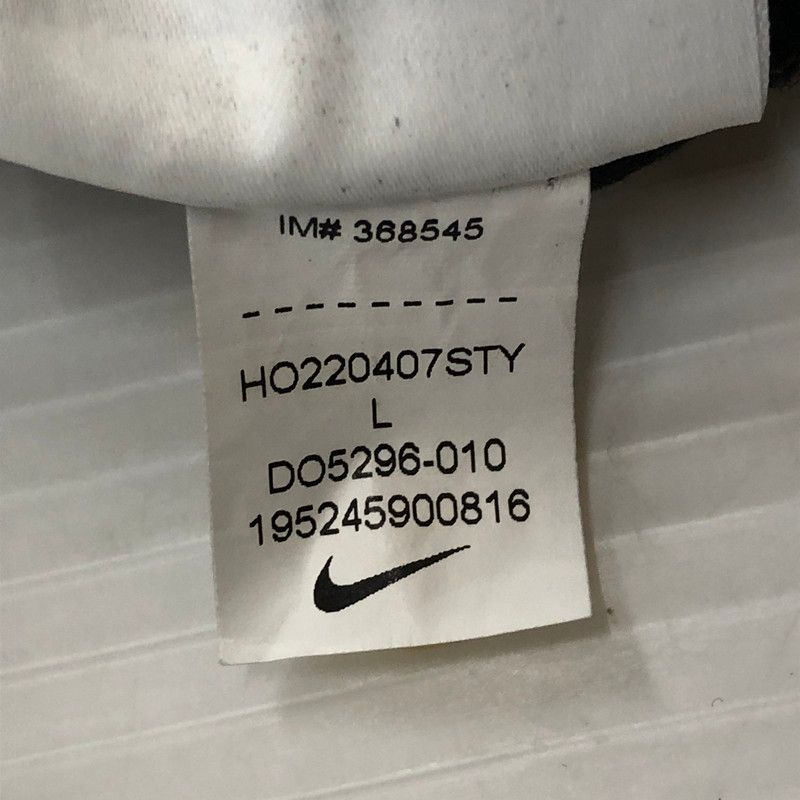 IM# 368545
---------
HO220407STY
L
DO5296-010
195245900816